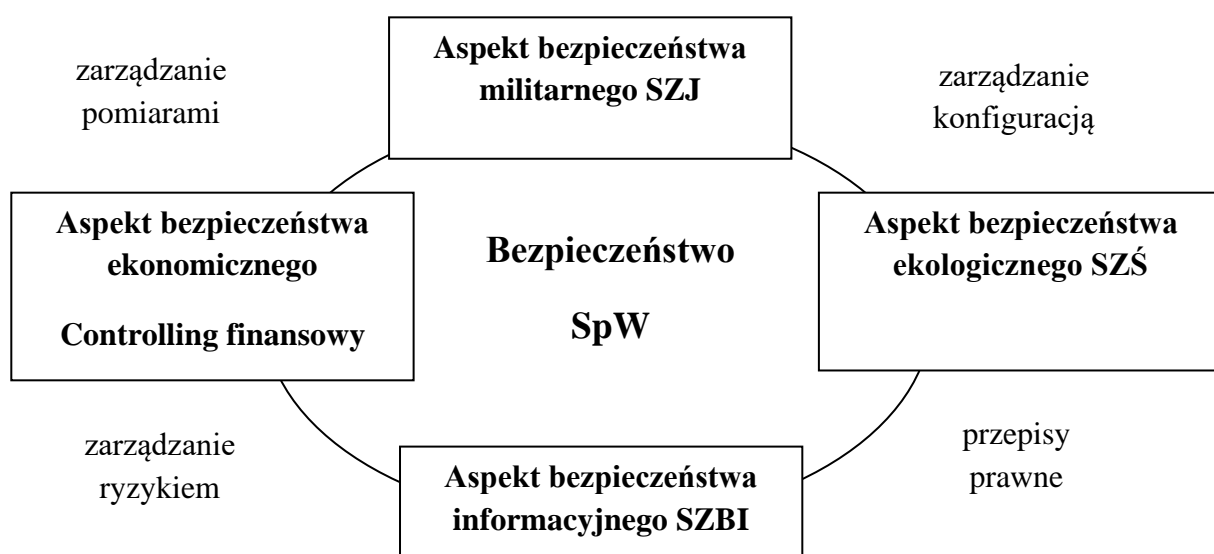 zarządzanie
pomiarami
Aspekt bezpieczeństwa
militarnego SZJ
zarządzanie
konfiguracją
Aspekt bezpieczeństwa
ekonomicznego
Controlling finansowy
Bezpieczeństwo
SpW
Aspekt bezpieczeństwa
ekologicznego SZŚ
zarządzanie
ryzykiem
Aspekt bezpieczeństwa
informacyjnego SZBI
przepisy
prawne